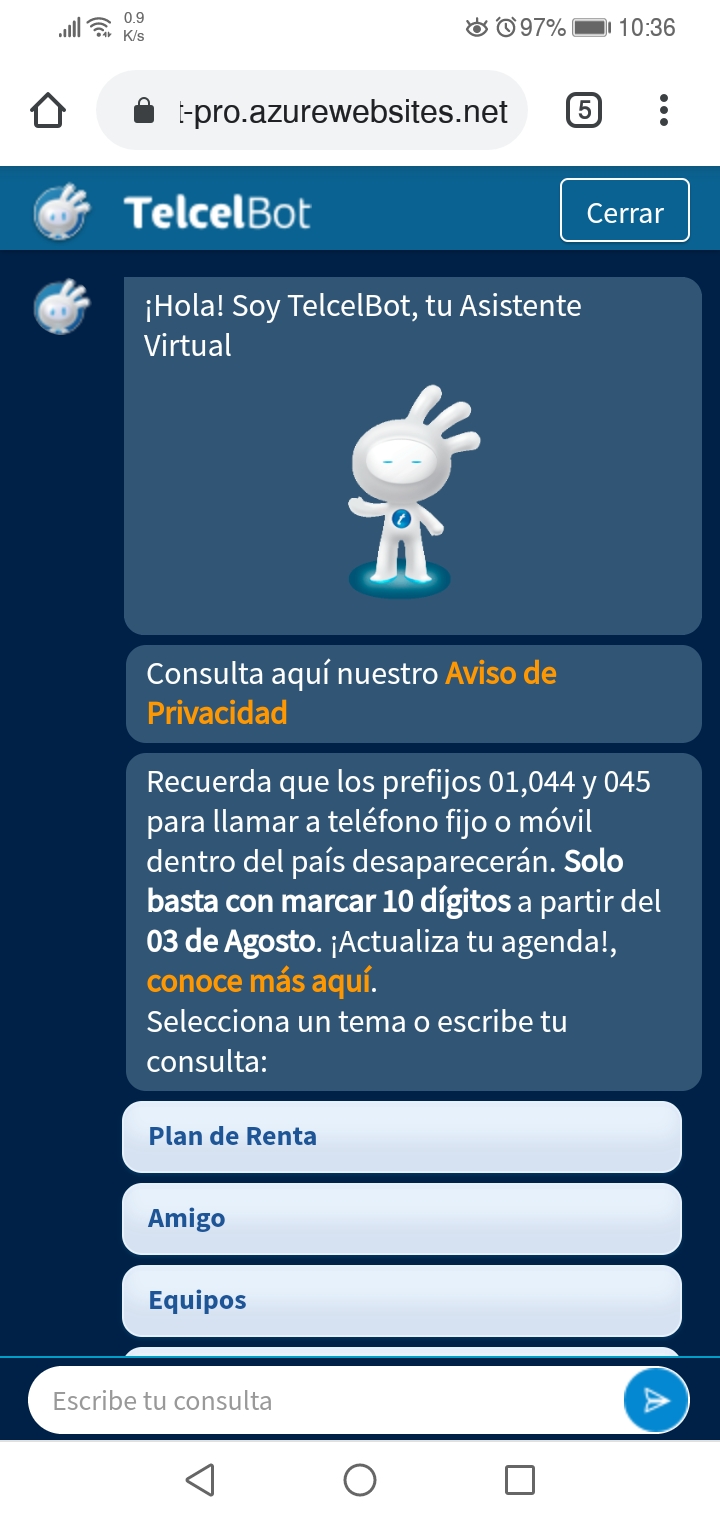 0.9
K/s
97%
10:36
t-pro.azurewebsites.net
5
TelcelBot
Cerrar
¡Hola! Soy TelcelBot, tu Asistente
Virtual
Consulta aquí nuestro Aviso de
Privacidad
Recuerda que los prefijos 01,044 y 045
para llamar a teléfono fijo o móvil
dentro del país desaparecerán. Solo
basta con marcar 10 dígitos a partir del
03 de Agosto. ¡Actualiza tu agenda!,
conoce más aquí.
Selecciona un tema o escribe tu
consulta:
Plan de Renta
Amigo
Equipos
Escribe tu consulta